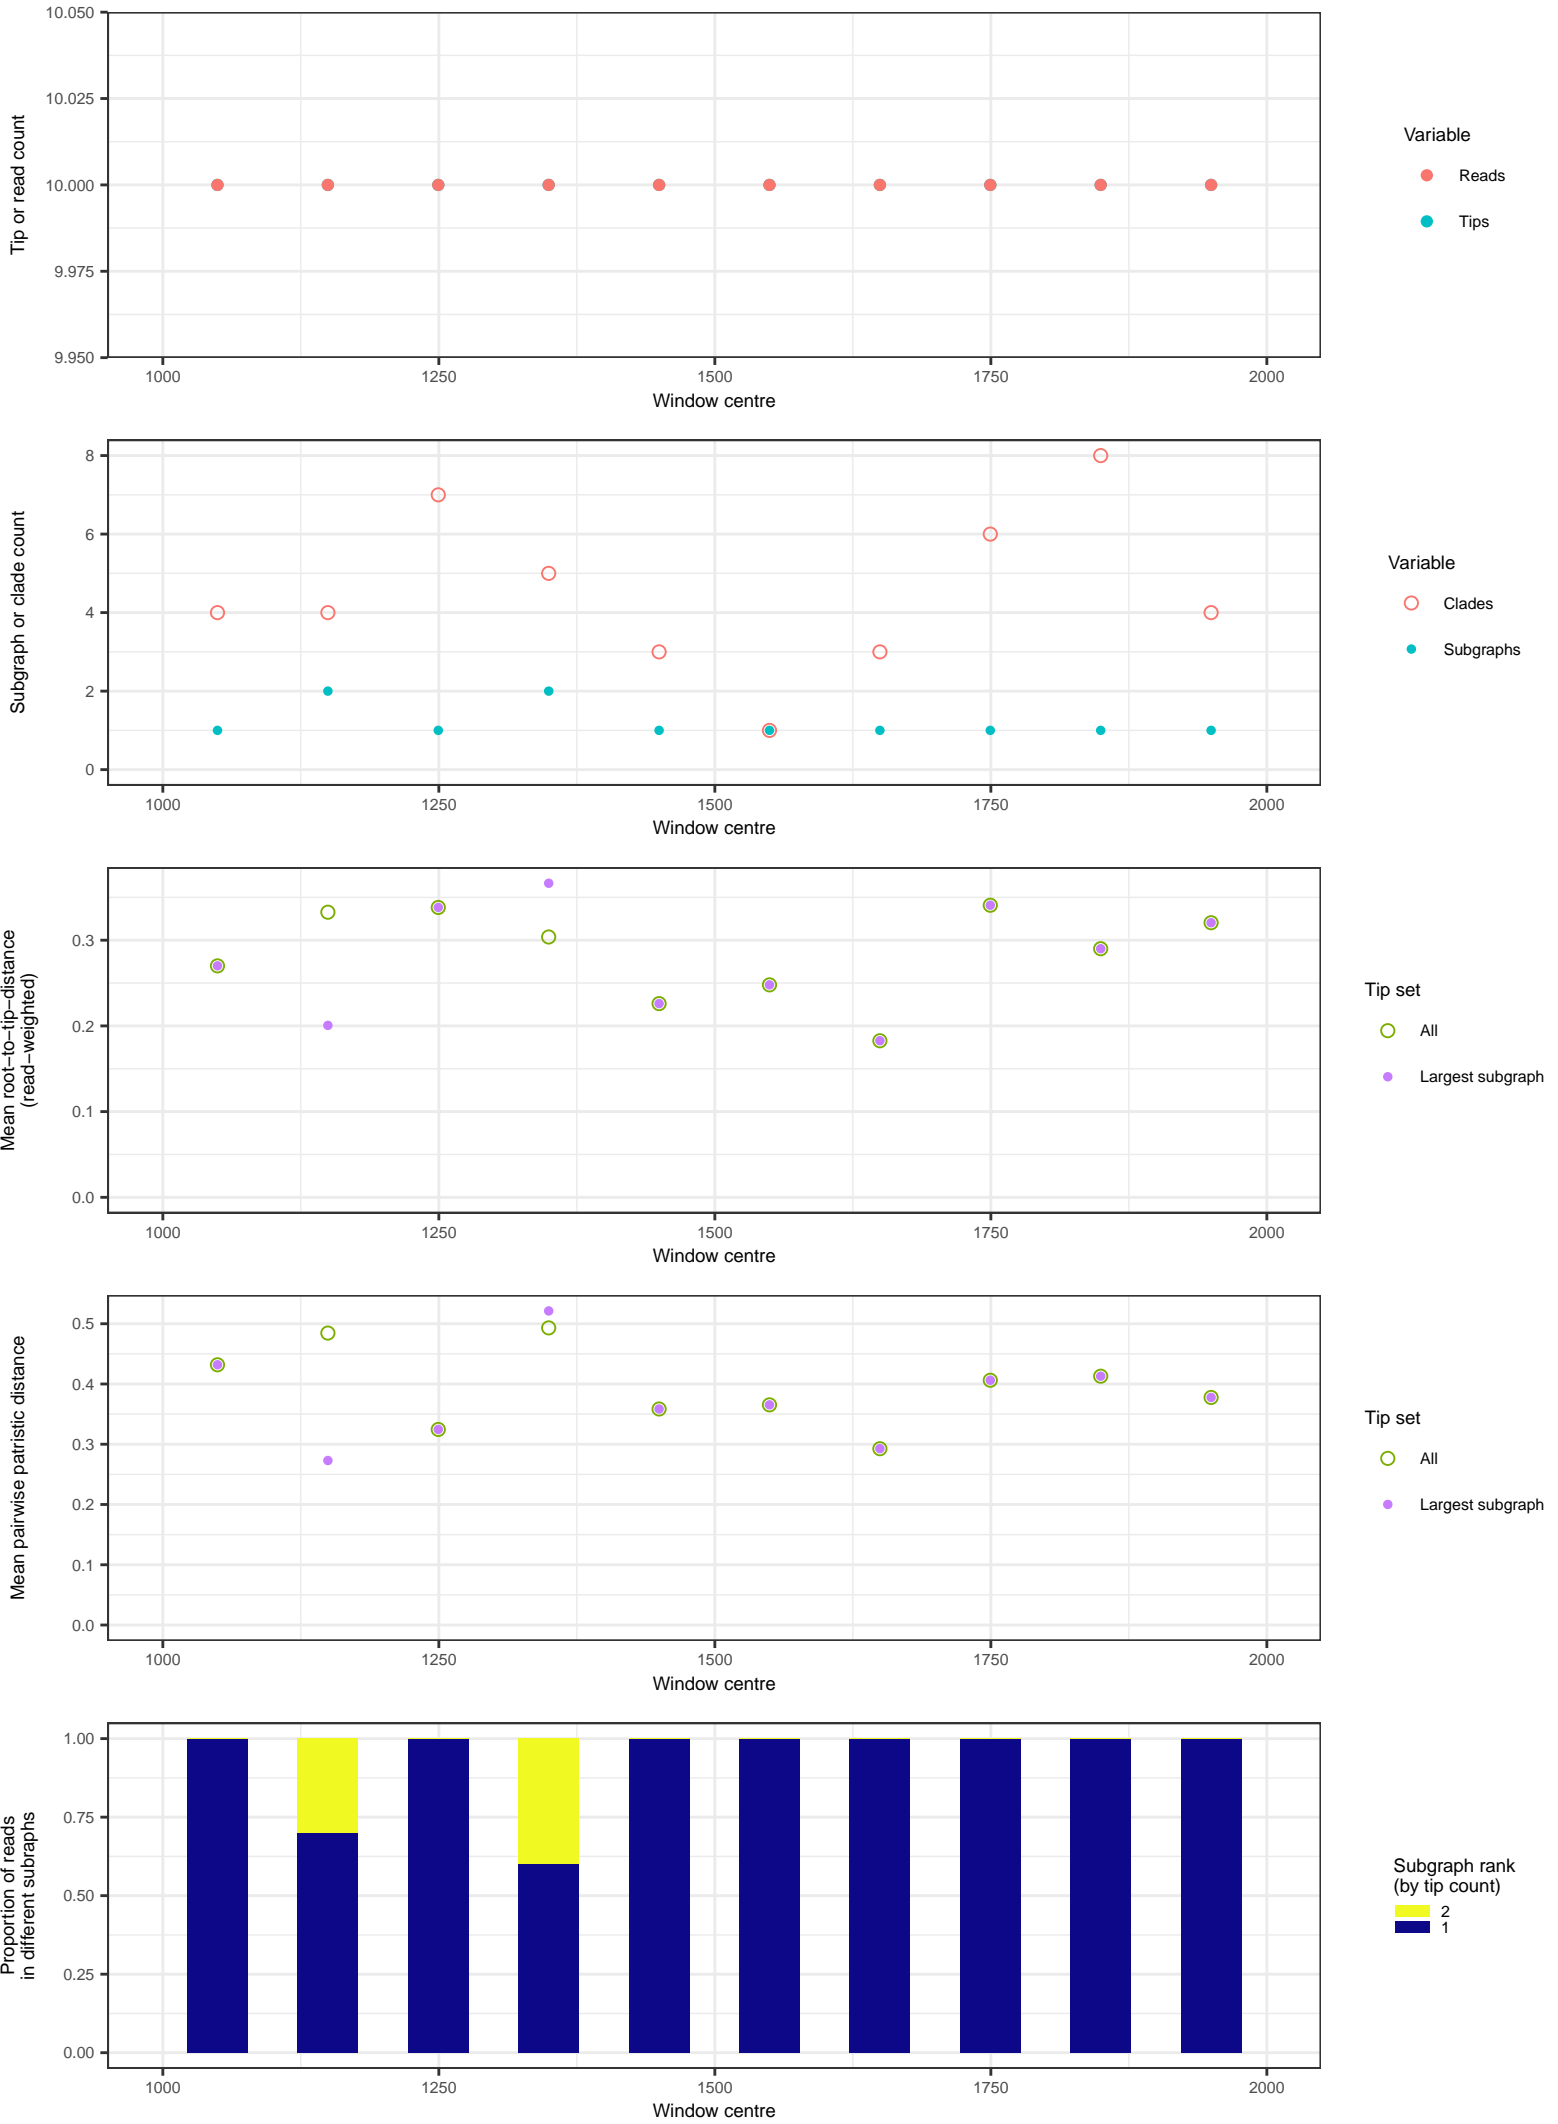 10.050
10.025
10.000
9.975
9.950
1000 1250 1500 1750 2000
Window centre
Tip or read count
Variable
Reads
Tips
8
6
4
2
0
1000 1250 1500 1750 2000
Window centre
Subgraph or clade count
Variable
Clades
Subgraphs
0.3
0.2
0.1
0.0
1000 1250 1500 1750 2000
Window centre
Mean root−to−tip−distance
(read−weighted)
Tip set
All
Largest subgraph
0.5
0.4
0.3
0.2
0.1
0.0
1000 1250 1500 1750 2000
Window centre
Mean pairwise patristic distance
Tip set
All
Largest subgraph
1.00
0.75
0.50
0.25
0.00
1000 1250 1500 1750 2000
Window centre
Proportion of reads
in different subraphs
Subgraph rank
(by tip count)
2
1